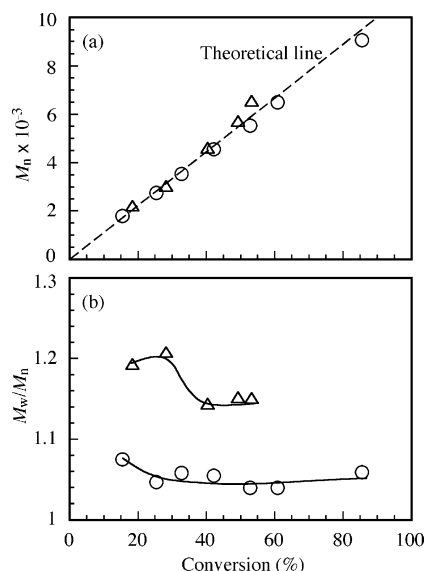 (a)
Theoretical line
Mn x 10-3
10
8
6
4
2
0
(b)
Mw/Mn
1.3
1.2
1.1
1
0 20 40 60 80 100
Conversion (%)